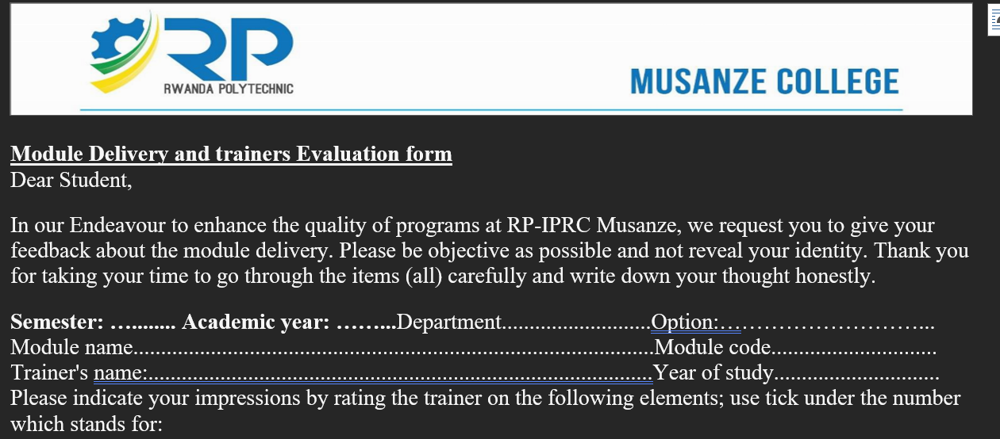 RP
RWANDA POLYTECHNIC
MUSANZE COLLEGE
Module Delivery and trainers Evaluation form
Dear Student,
In our Endeavour to enhance the quality of programs at RP-IPRC Musanze, we request you to give your
feedback about the module delivery. Please be objective as possible and not reveal your identity. Thank you
for taking your time to go through the items (all) carefully and write down your thought honestly.
Semester: …......... Academic year: ……...Department...........................Option:…………………………...
Module name..............................................................................................Module code..............................
Trainer's name:...........................................................................................Year of study..............................
Please indicate your impressions by rating the trainer on the following elements; use tick under the number
which stands for: